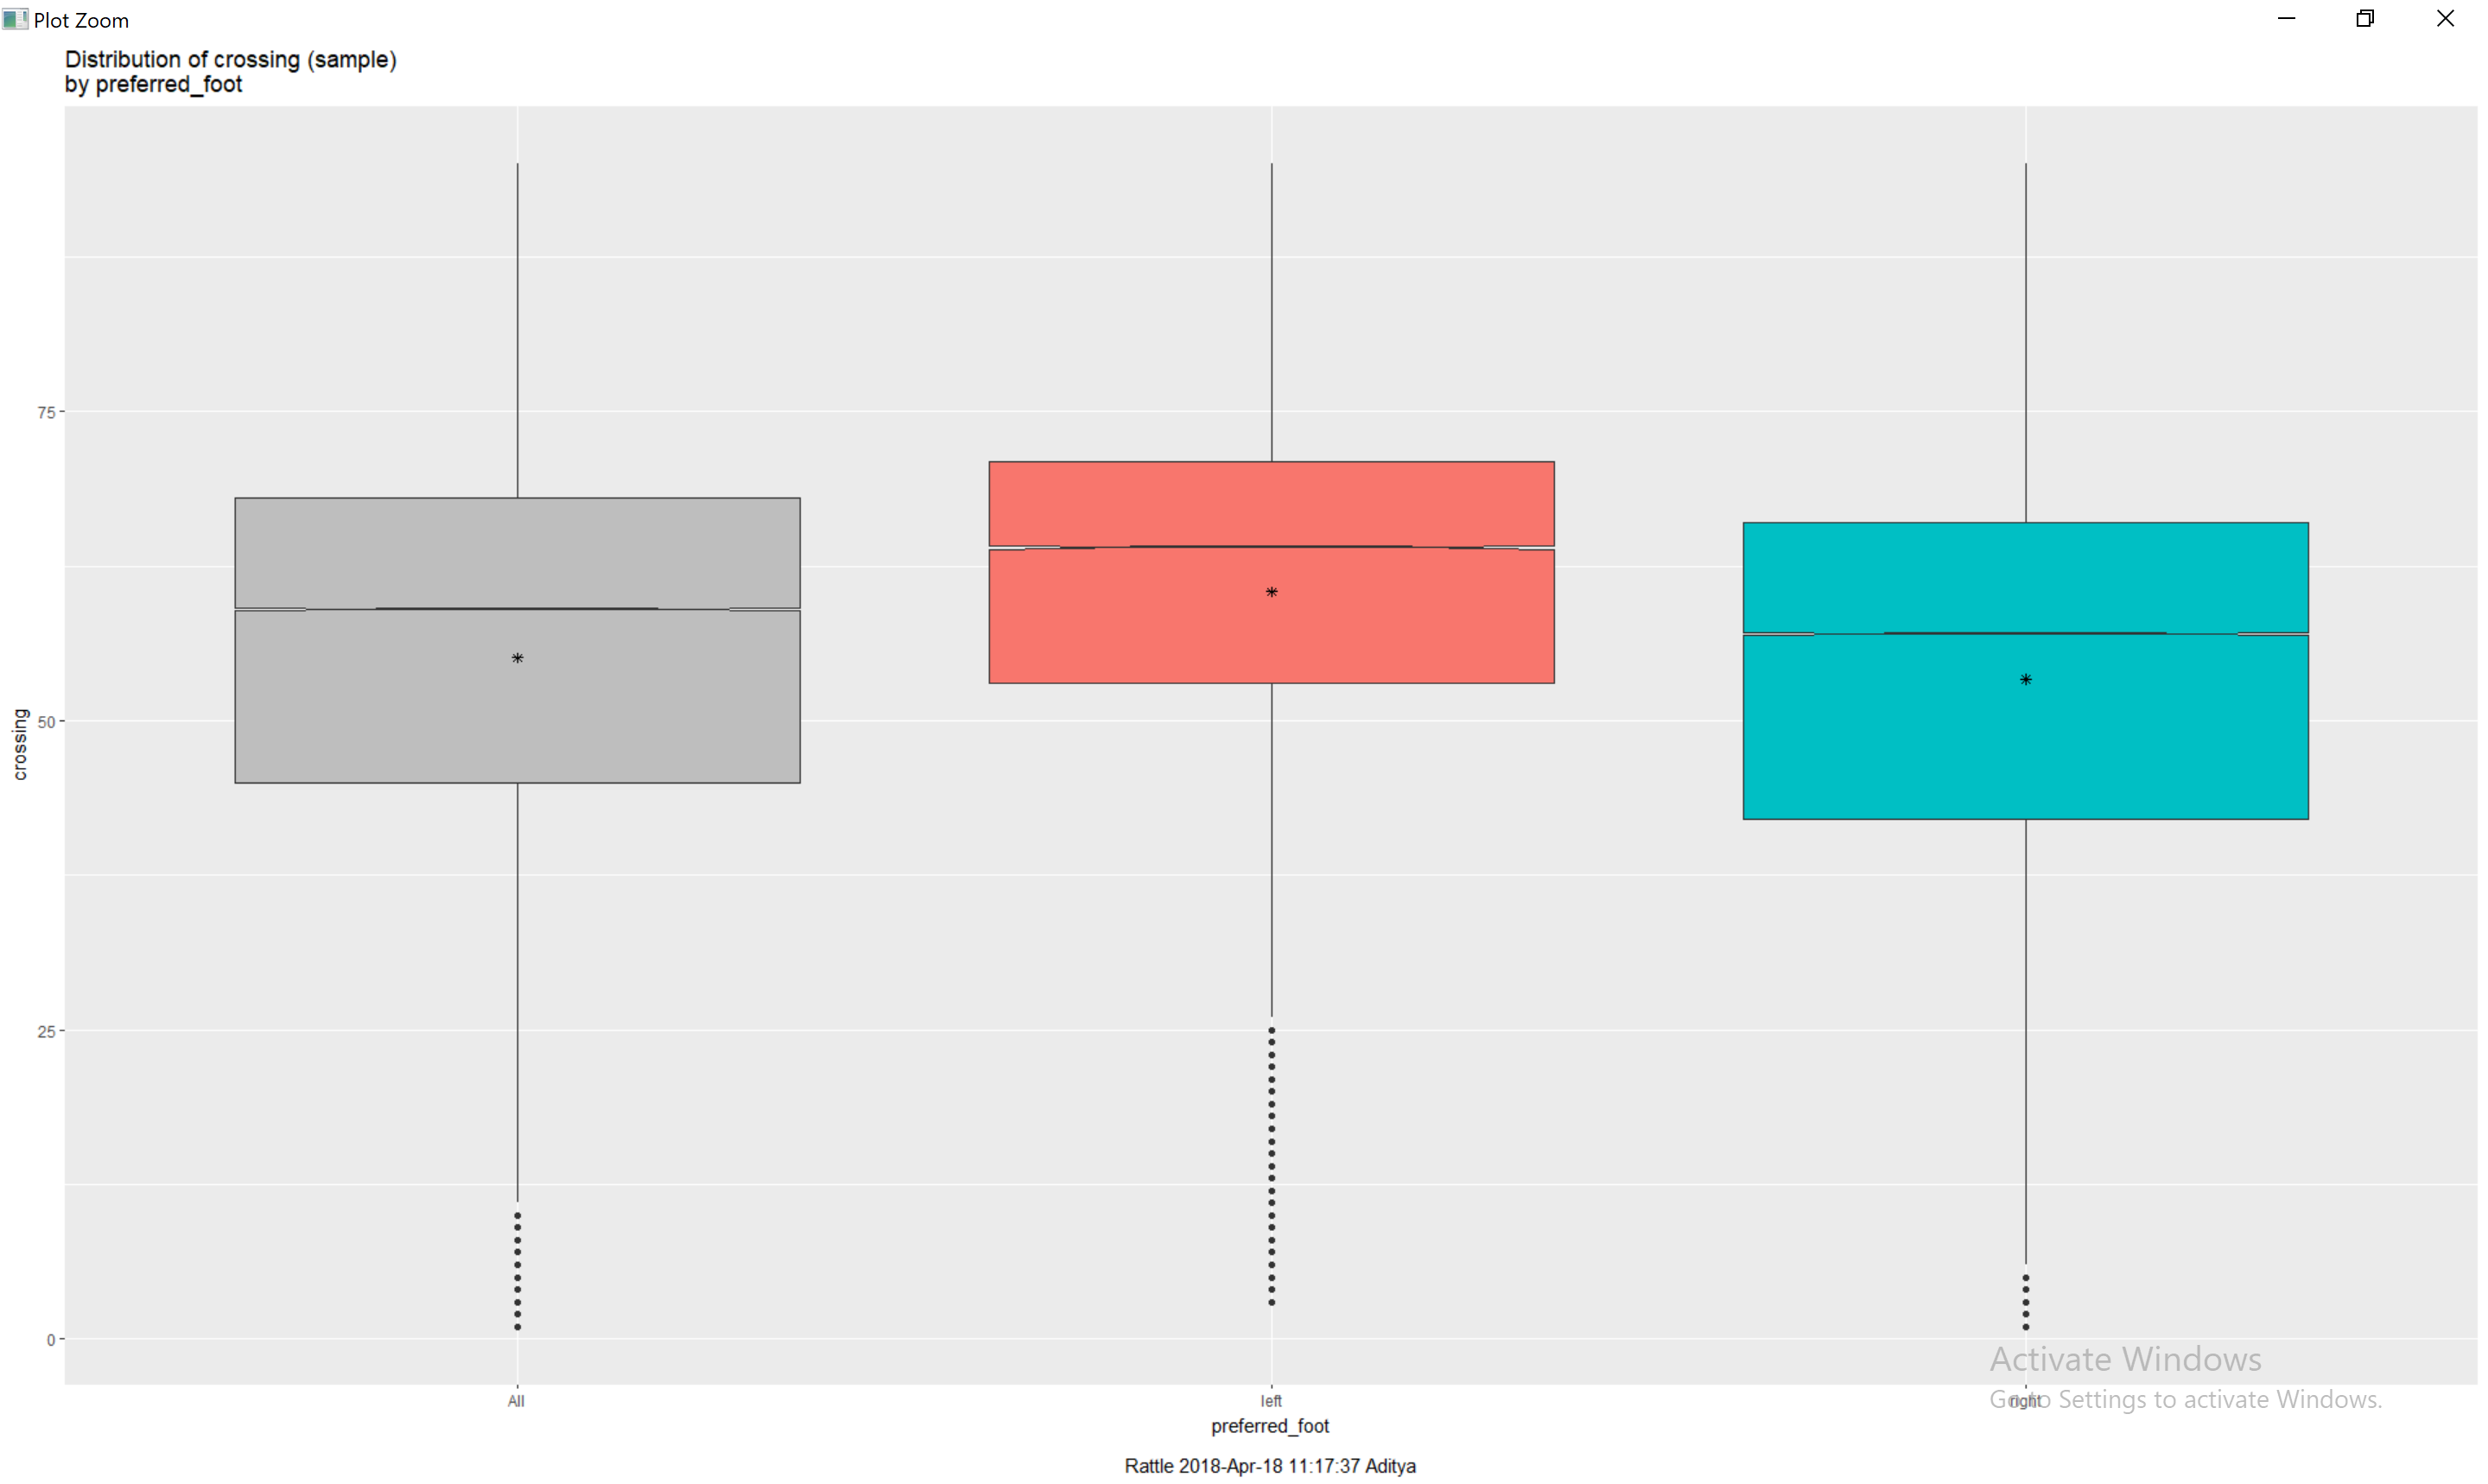 Plot Zoom
Distribution of crossing (sample)
by preferred_foot
75
50
25
0
crossing
All
left
right
preferred_foot
Rattle 2018-Apr-18 11:17:37 Aditya
Activate Windows
Go to Settings to activate Windows.